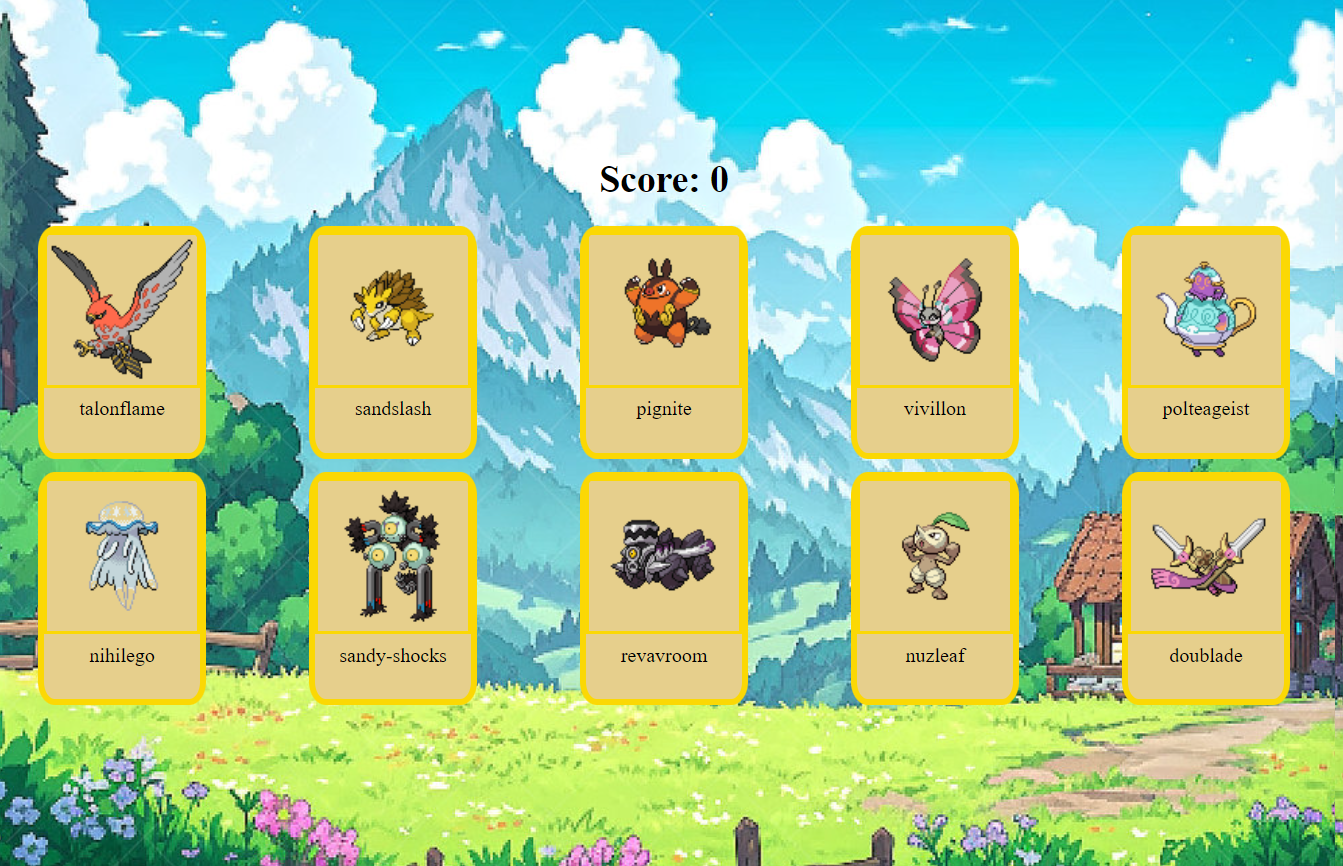 Score: 0
talonflame
sandslash
pignite
vivillon
polteageist
nihilego
sandy-shocks
revavroom
nuzleaf
doublade